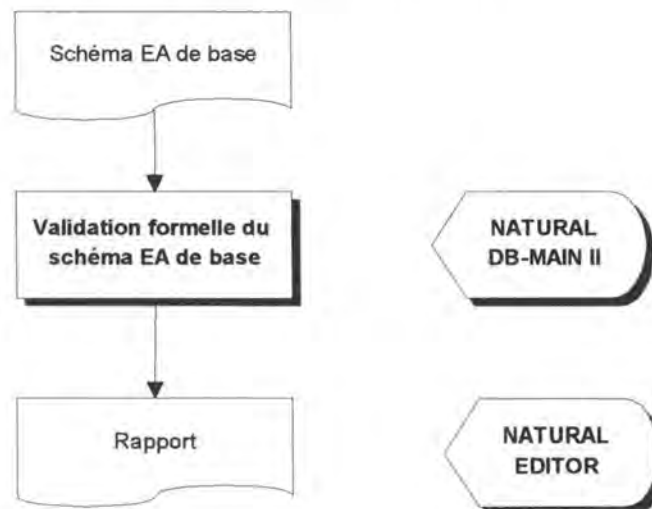 Schéma EA de base
Validation formelle du
schéma EA de base
NATURAL
DB-MAIN II
Rapport
NATURAL
EDITOR